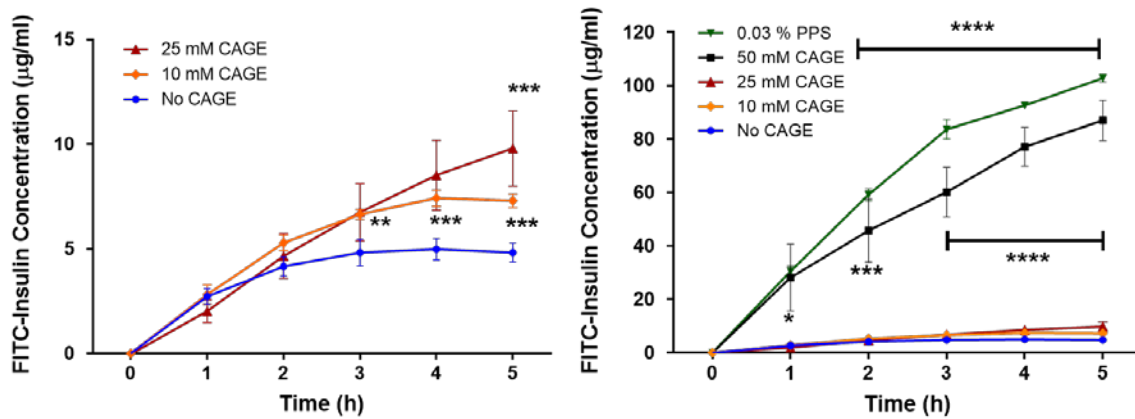 FITC-Insulin Concentration (μg/ml)
15
10
5
0
25 mM CAGE
10 mM CAGE
No CAGE
***
**
***
***
0 1 2 3 4 5
Time (h)
FITC-Insulin Concentration (μg/ml)
120
100
80
60
40
20
0
0.03 % PPS
50 mM CAGE
25 mM CAGE
10 mM CAGE
No CAGE
****
***
****
*
0 1 2 3 4 5
Time (h)